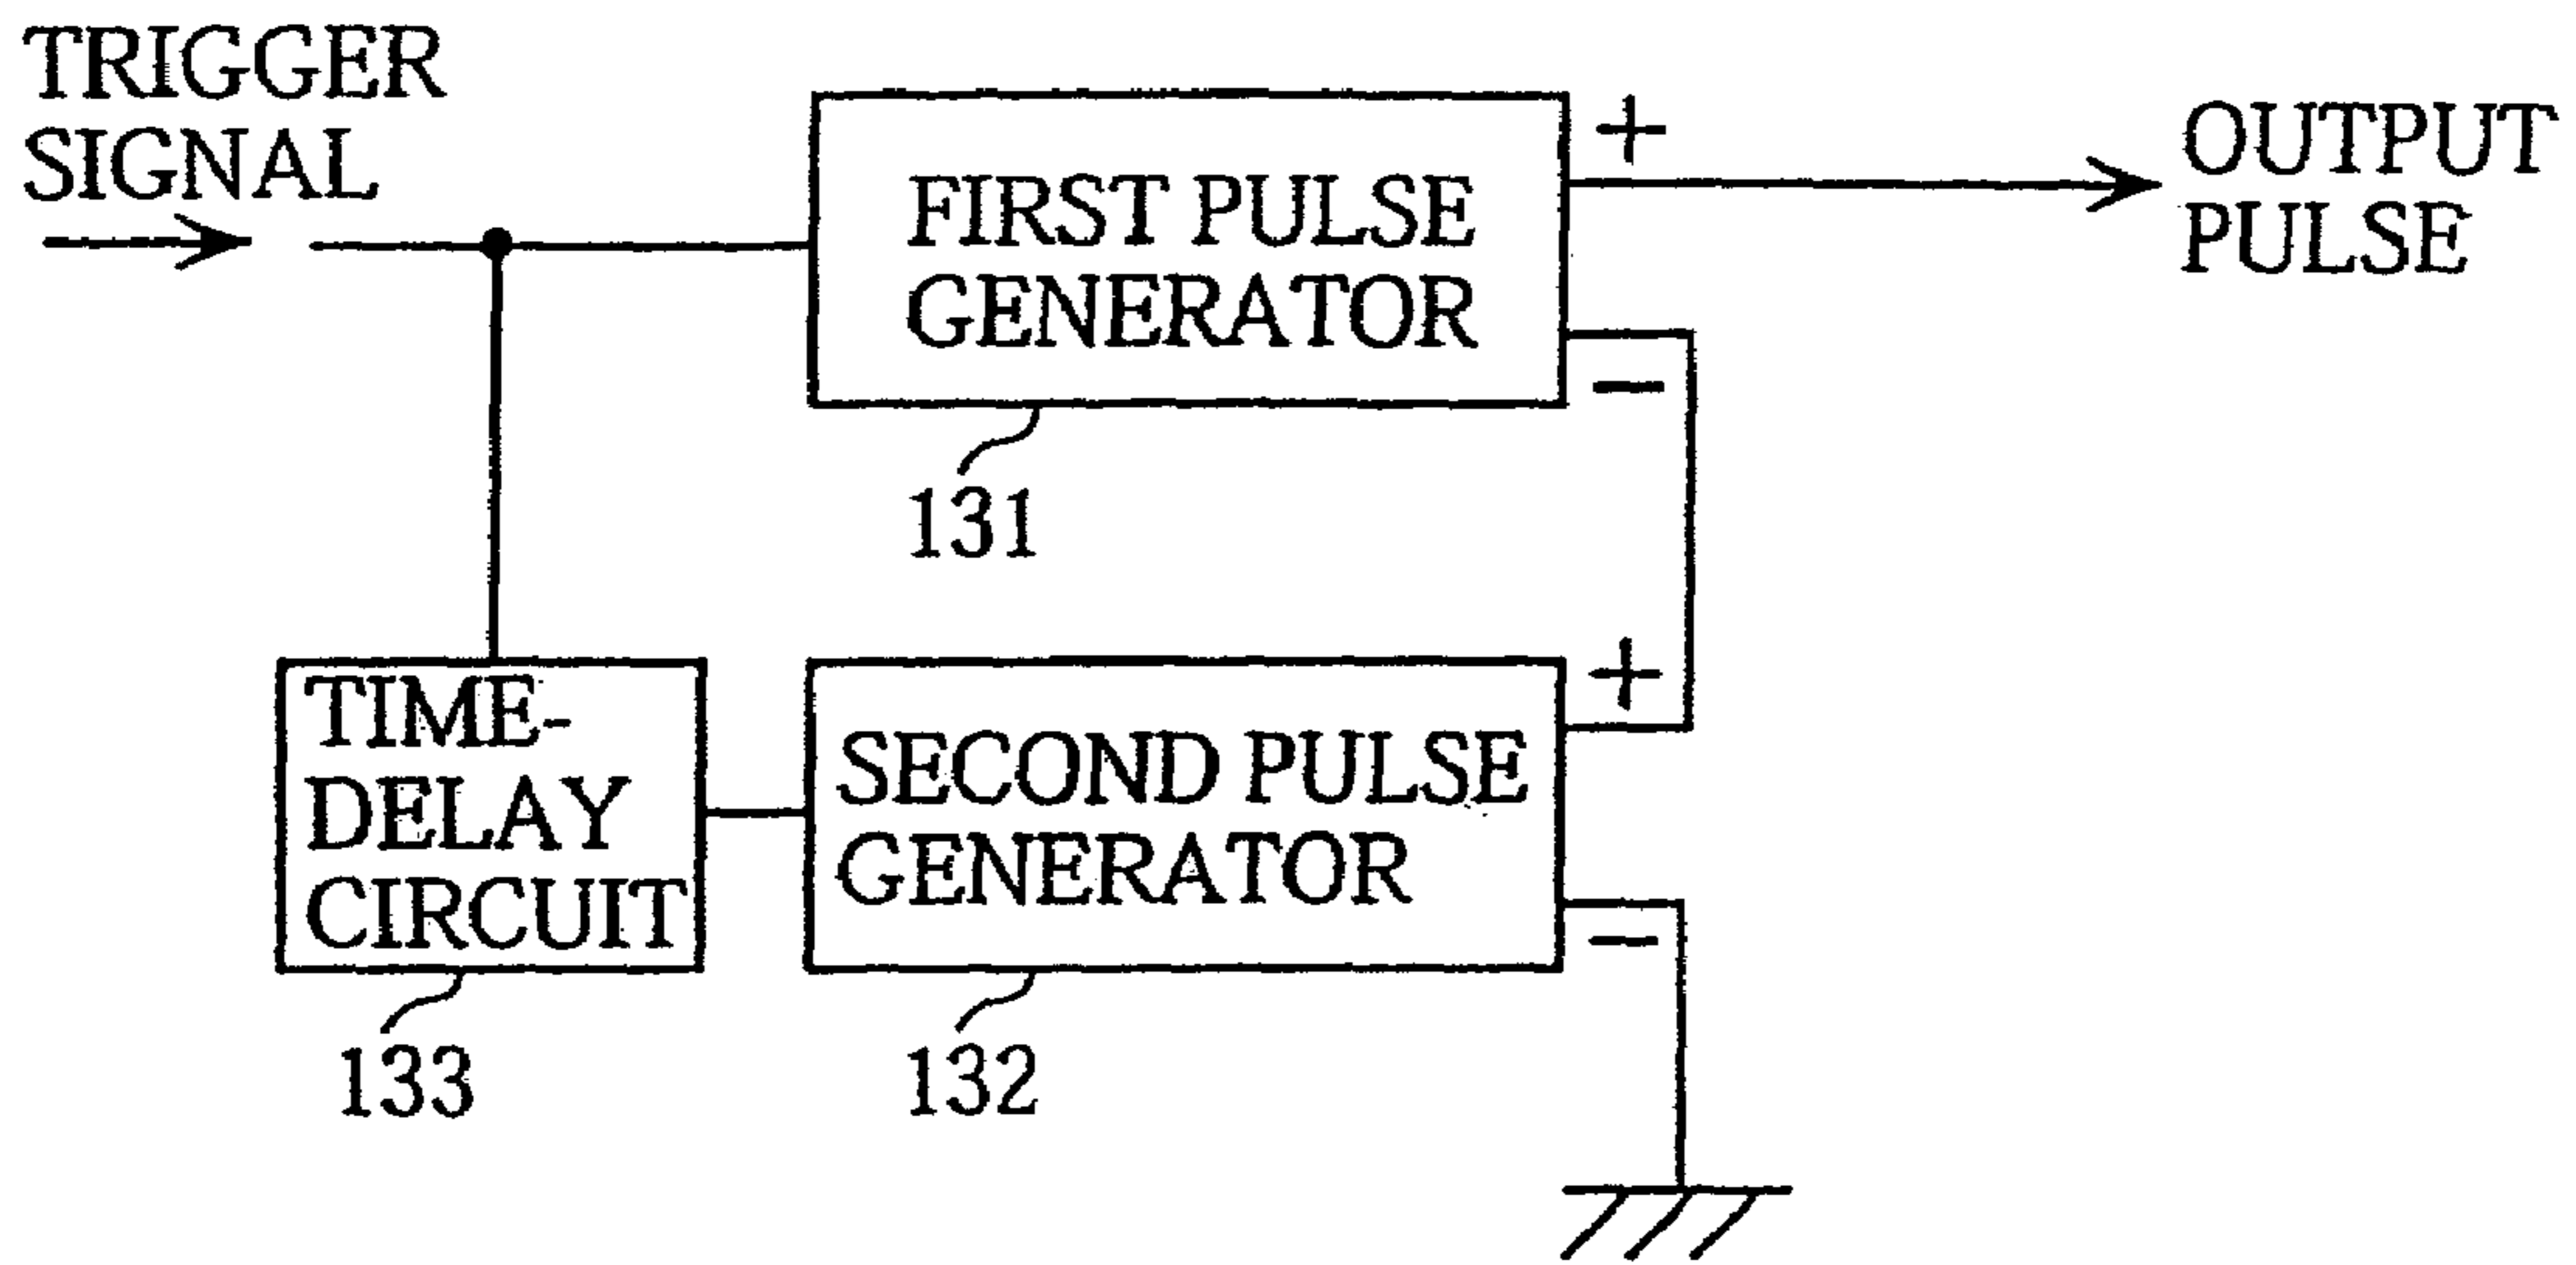 TRIGGER
SIGNAL
FIRST PULSE
GENERATOR
+
−
OUTPUT
PULSE
131
TIME-
DELAY
CIRCUIT
SECOND PULSE
GENERATOR
+
−
133
132